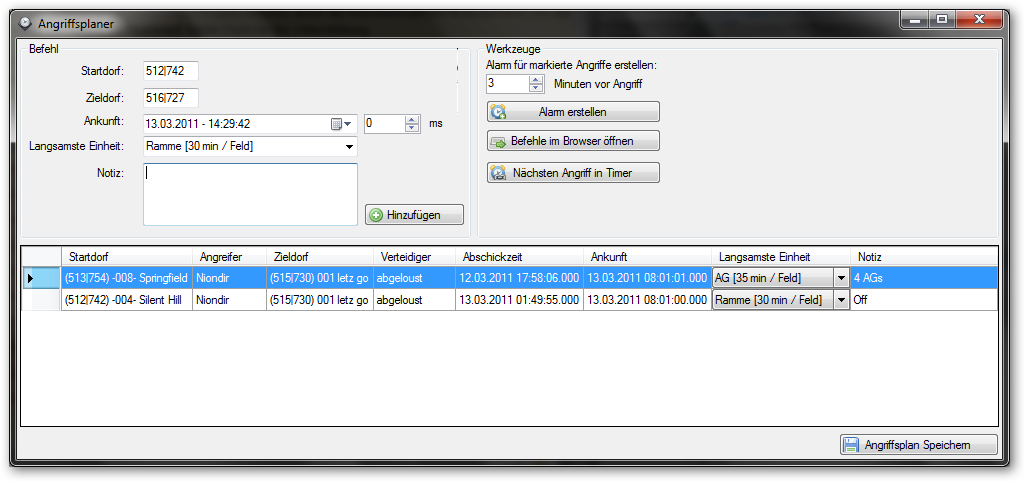 Angriffsplaner
Befehl
Startdorf: 512|742
Zieldorf: 516|727
Ankunft: 13.03.2011 - 14:29:42 0 ms
Langsamste Einheit: Ramme [30 min / Feld]
Notiz:
Hinzufügen
Werkzeuge
Alarm für markierte Angriffe erstellen:
3 Minuten vor Angriff
Alarm erstellen
Befehle im Browser öffnen
Nächsten Angriff in Timer
Startdorf Angreifer Zieldorf Verteidiger Abschickzeit Ankunft Langsamste Einheit Notiz
(513|754) -008- Springfield Niondir (515|730) 001 letz go abgeloust 12.03.2011 17:58:06.000 13.03.2011 08:01:01.000 AG [35 min / Feld] 4 AGs
(512|742) -004- Silent Hill Niondir (515|730) 001 letz go abgeloust 13.03.2011 01:49:55.000 13.03.2011 08:01:00.000 Ramme [30 min / Feld] Off
Angriffsplan Speichern